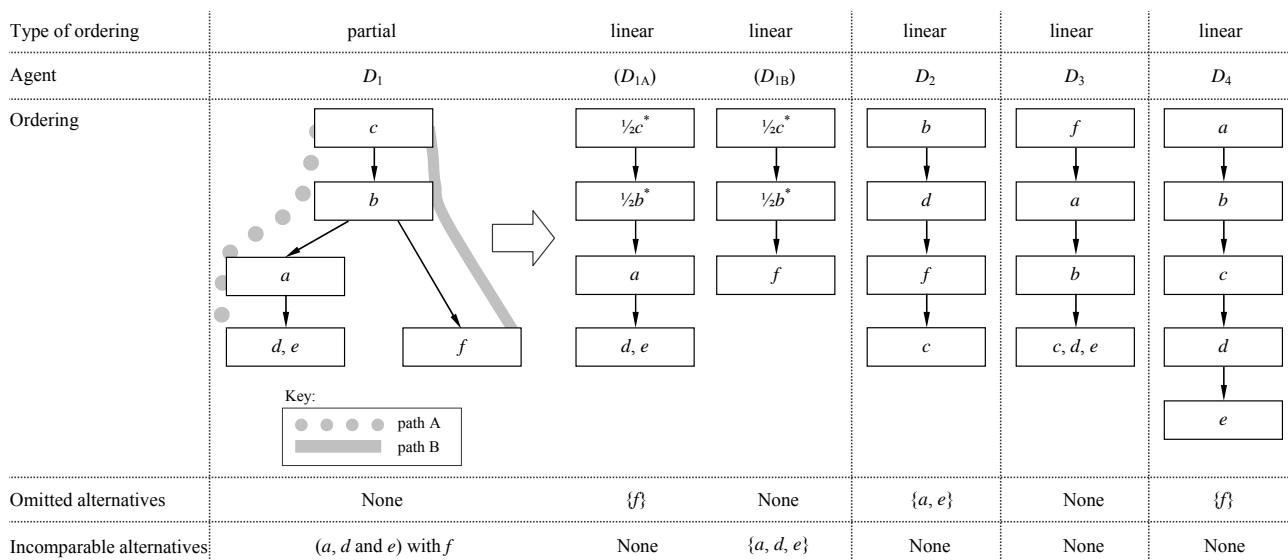 Type of ordering partial linear linear linear linear linear
Agent D1 (D1A) (D1B) D2 D3 D4
Ordering c ½c* ½c* b f a
b ½b* ½b* d a b
a a f f b c
d, e f d, e c c, d, e d
Key:
path A
e
path B
Omitted alternatives None {f} None {a, e} None {f}
Incomparable alternatives (a, d and e) with f None {a, d, e} None None None